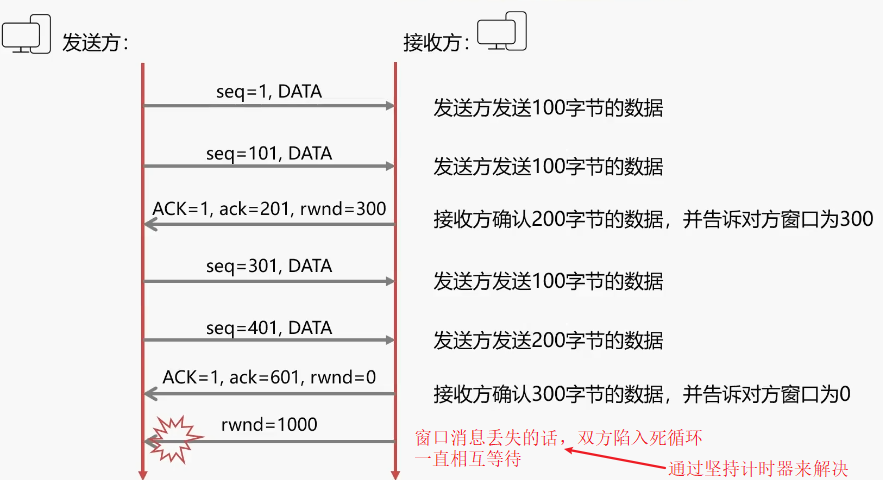 发送方：
接收方：
seq=1, DATA
发送方发送100字节的数据
seq=101, DATA
发送方发送100字节的数据
ACK=1, ack=201, rwnd=300
接收方确认200字节的数据，并告诉对方窗口为300
seq=301, DATA
发送方发送100字节的数据
seq=401, DATA
发送方发送200字节的数据
ACK=1, ack=601, rwnd=0
接收方确认300字节的数据，并告诉对方窗口为0
rwnd=1000
窗口消息丢失的话，双方陷入死循环
一直相互等待
通过坚持计时器来解决